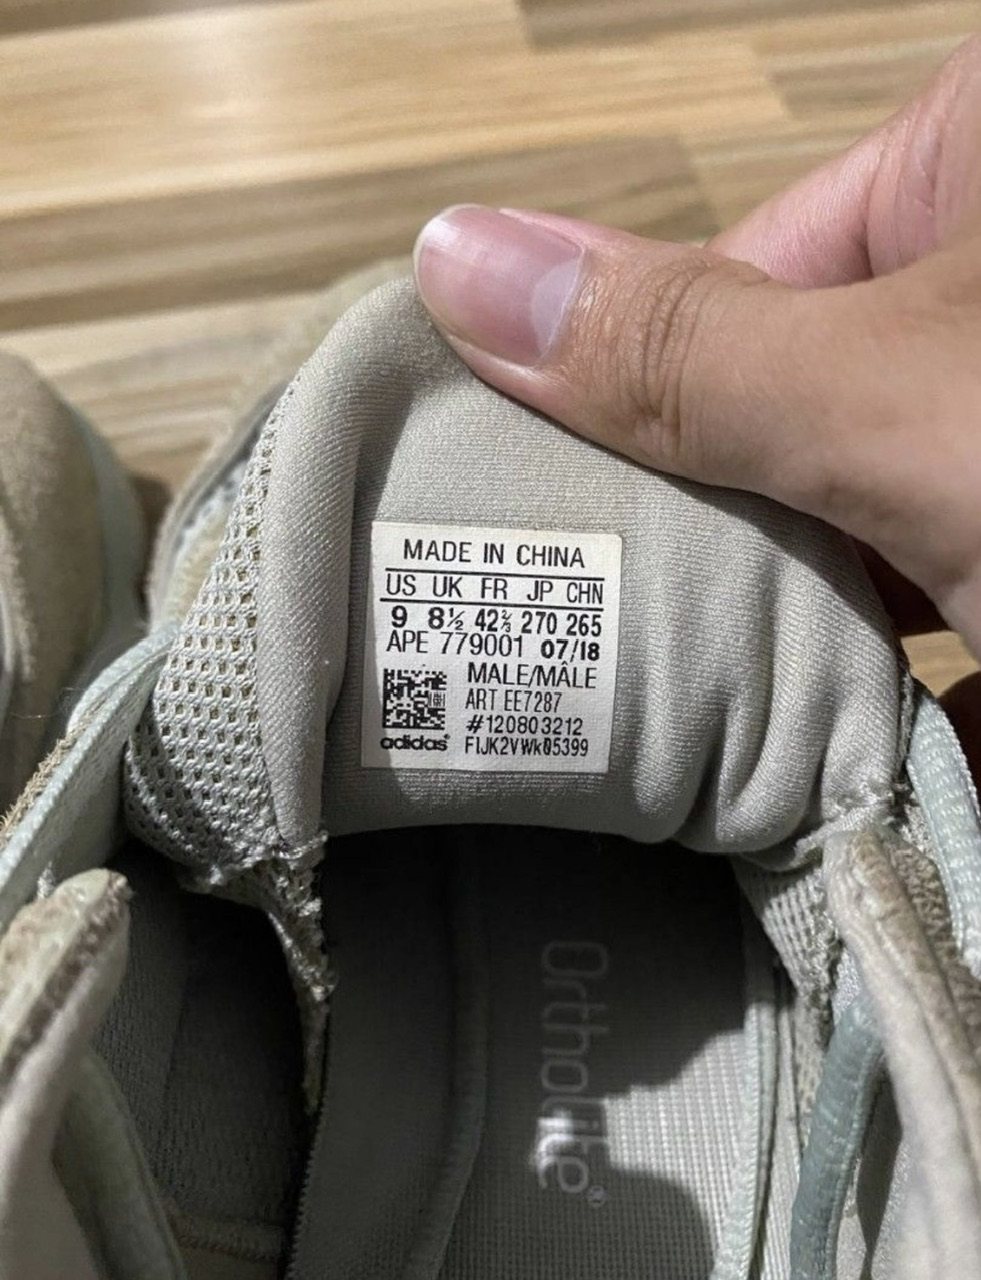 MADE IN CHINA
US UK FR JP CHN
9 8½ 42⅔ 270 265
APE 779001 07/18
MALE/MÂLE
ART EE7287
#120803212
FIJK2VWk05399
adidas®
Ortholite®